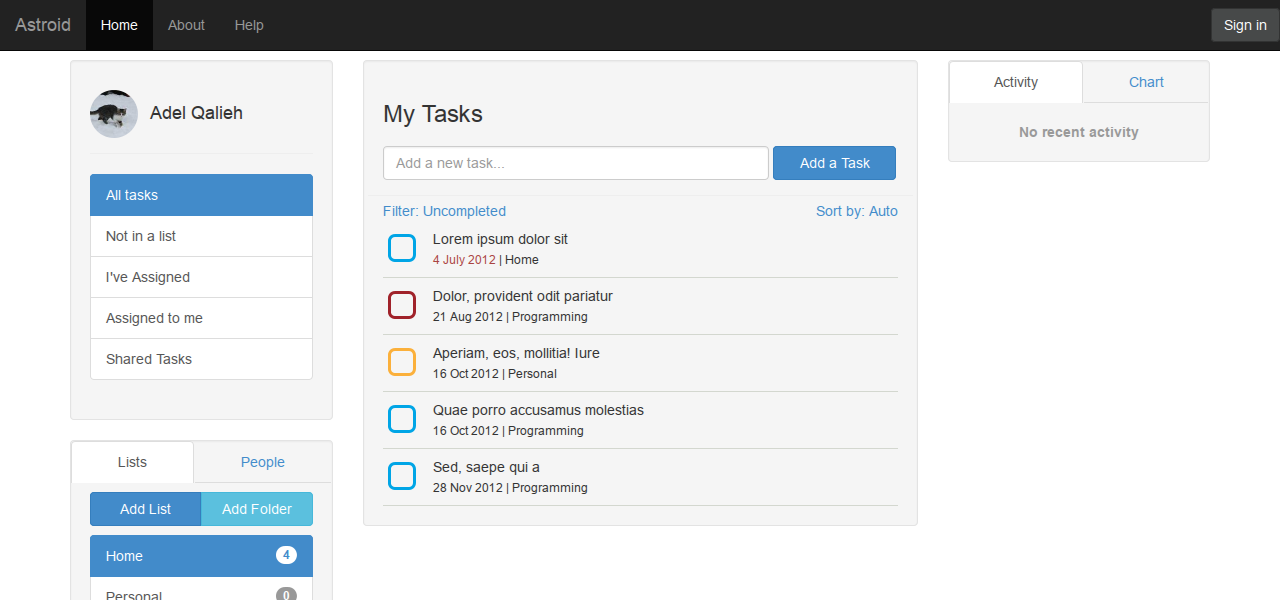 Astroid Home About Help Sign in
Adel Qalieh
All tasks
Not in a list
I've Assigned
Assigned to me
Shared Tasks
Lists People
Add List Add Folder
Home 4
Personal 0
My Tasks
Add a new task... Add a Task
Filter: Uncompleted Sort by: Auto
Lorem ipsum dolor sit
4 July 2012 | Home
Dolor, provident odit pariatur
21 Aug 2012 | Programming
Aperiam, eos, mollitia! Iure
16 Oct 2012 | Personal
Quae porro accusamus molestias
16 Oct 2012 | Programming
Sed, saepe qui a
28 Nov 2012 | Programming
Activity Chart
No recent activity